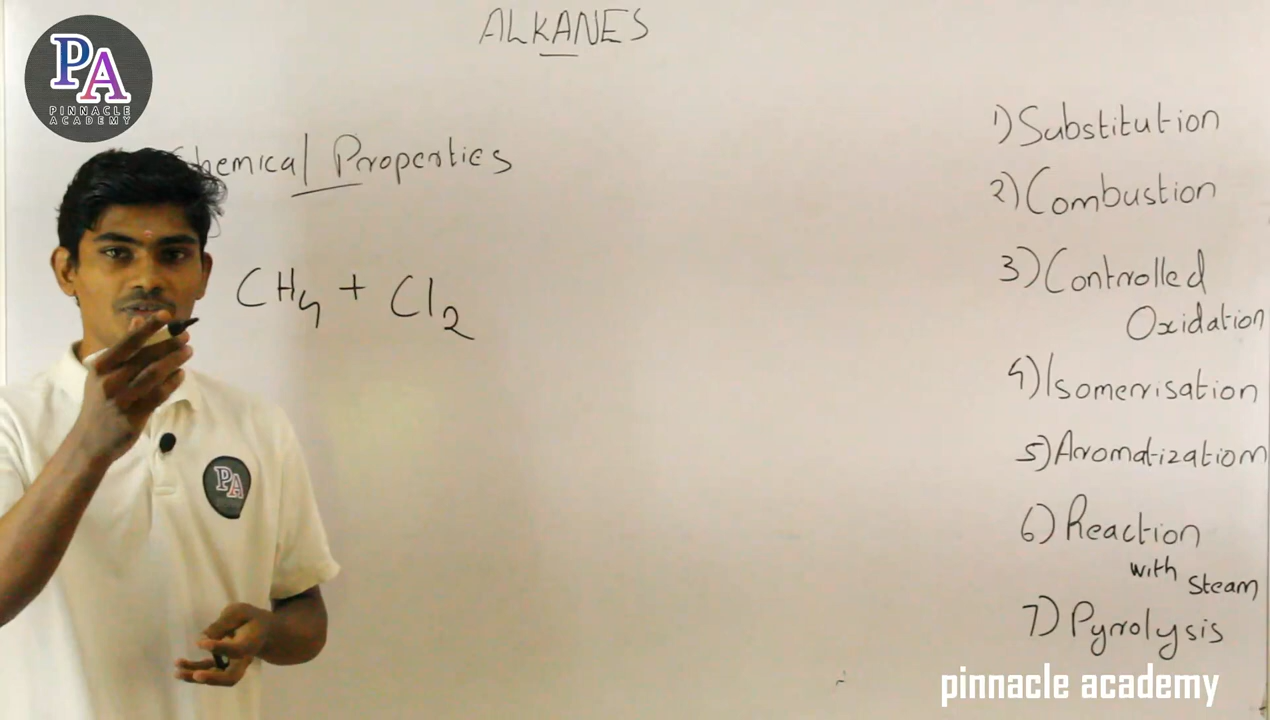 ALKANES
PA
PINNACLE
ACADEMY
Chemical Properties
CH4 + Cl2
PA
1) Substitution
2) Combustion
3) Controlled
Oxidation
4) Isomerisation
5) Aromatization
6) Reaction
with Steam
7) Pyrolysis
pinnacle academy